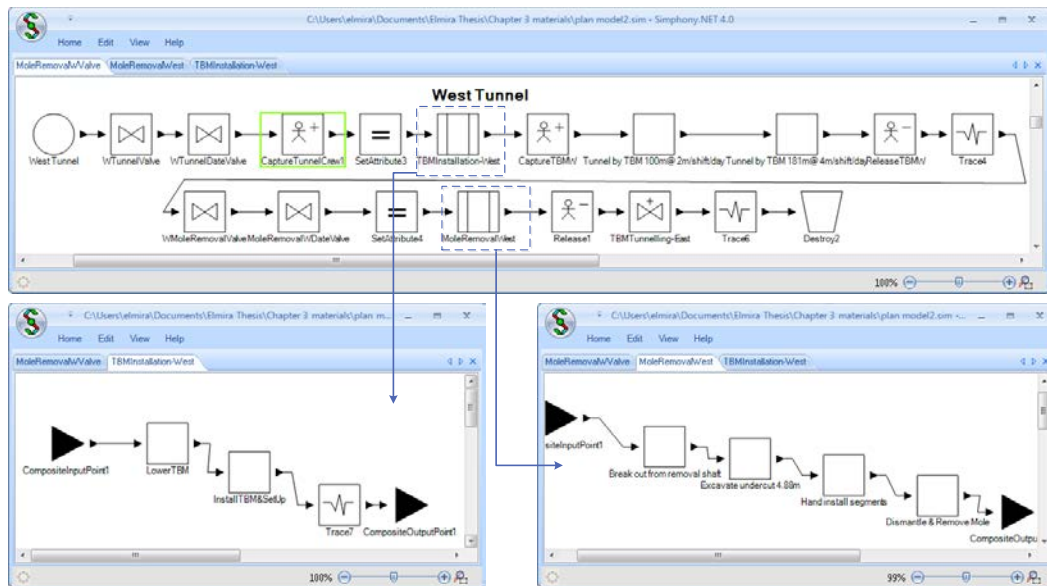 C:\Users\elmira\Documents\Elmira Thesis\Chapter 3 materials\plan model2.sim - Simphony.NET 4.0
Home Edit View Help
MoleRemovalWValve MoleRemovalWest TBMInstallation-West
West Tunnel
West Tunnel WTunnelValve WTunnelDateValve CaptureTunnelCrew1 SetAttribute3 TBMInstallation-West CaptureTBMW Tunnel by TBM 100m@ 2m/shift/day Tunnel by TBM 181m@ 4m/shift/day ReleaseTBMW Trace4
WMoleRemovalValve MoleRemovalWDateValve SetAttribute4 MoleRemovalWest Release1 TBMTunnelling-East Trace6 Destroy2
100%
C:\Users\elmira\Documents\Elmira Thesis\Chapter 3 materials\plan m...
Home Edit View Help
MoleRemovalWValve TBMInstallation-West
CompositeInputPoint1 LowerTBM
InstallTBM&SetUp
Trace7 CompositeOutputPoint1
100%
C:\Users\elmira\Documents\Elmira Thesis\Chapter 3 materials\plan model2.sim -...
Home Edit View Help
MoleRemovalWValve MoleRemovalWest TBMInstallation-West
siteInputPoint1
Break out from removal shaft
Excavate undercut 4.88m
Hand install segments
Dismantle & Remove Mole
CompositeOutpu
99%